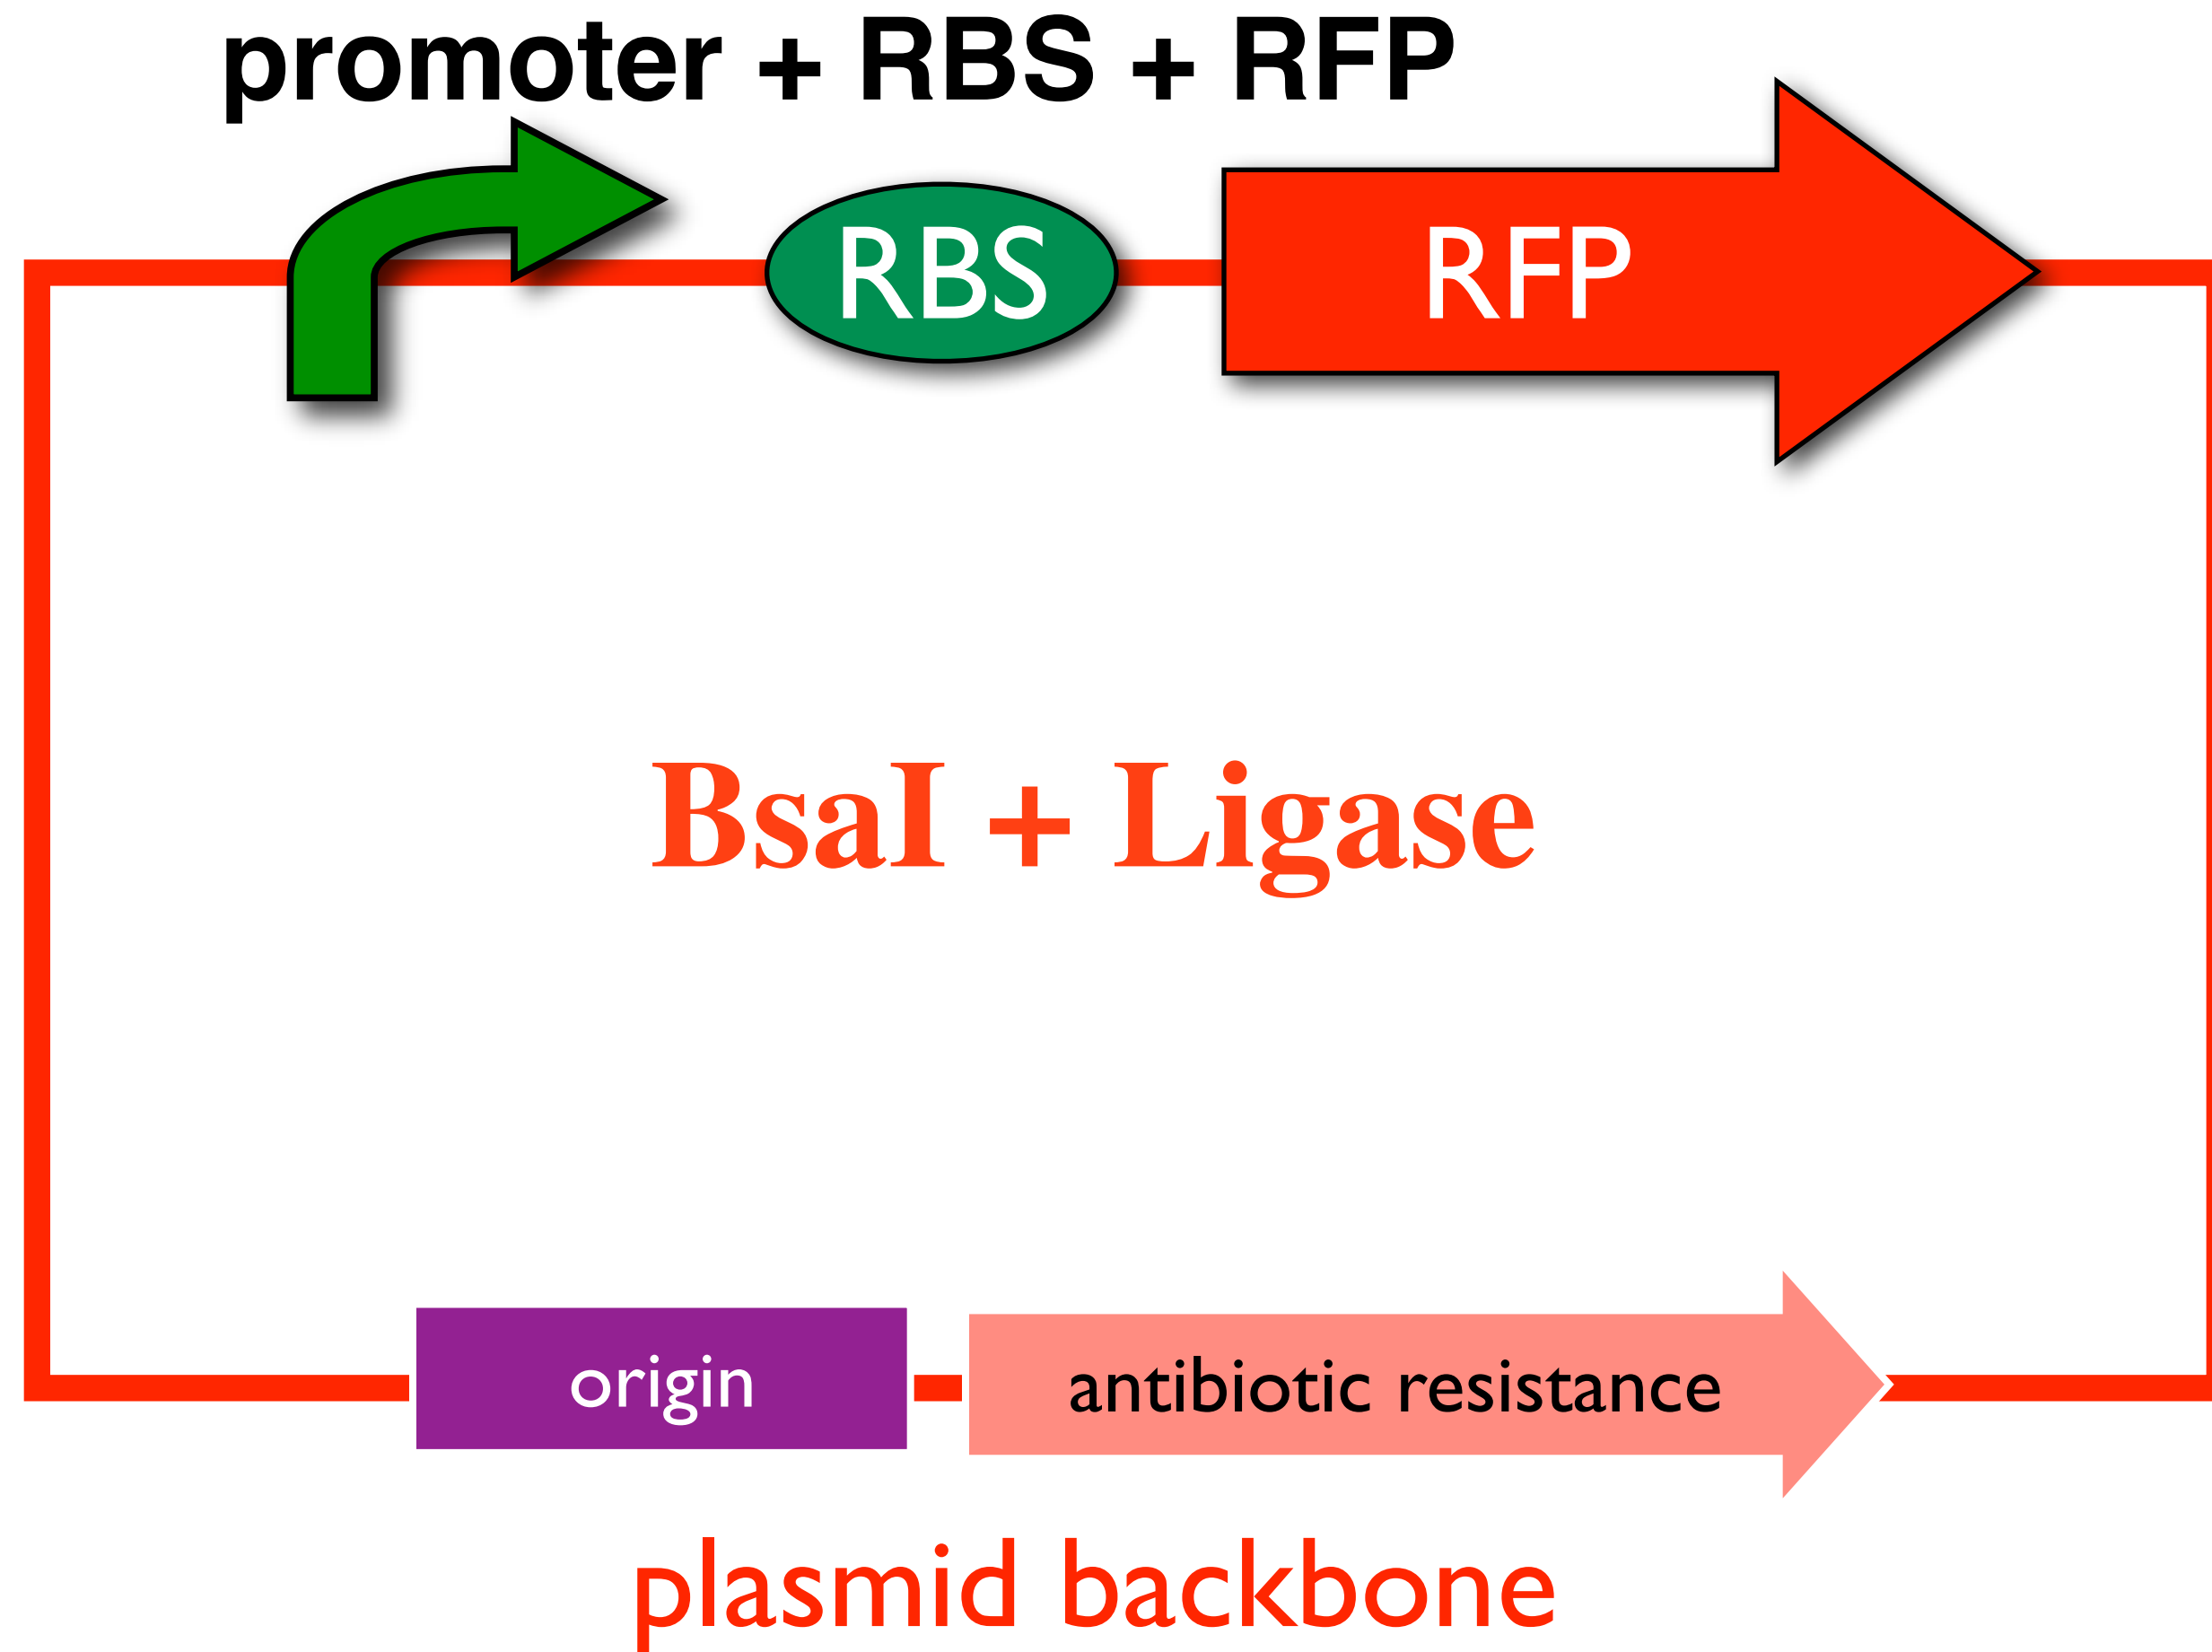 promoter + RBS + RFP
RBS
RFP
BsaI + Ligase
origin
antibiotic resistance
plasmid backbone